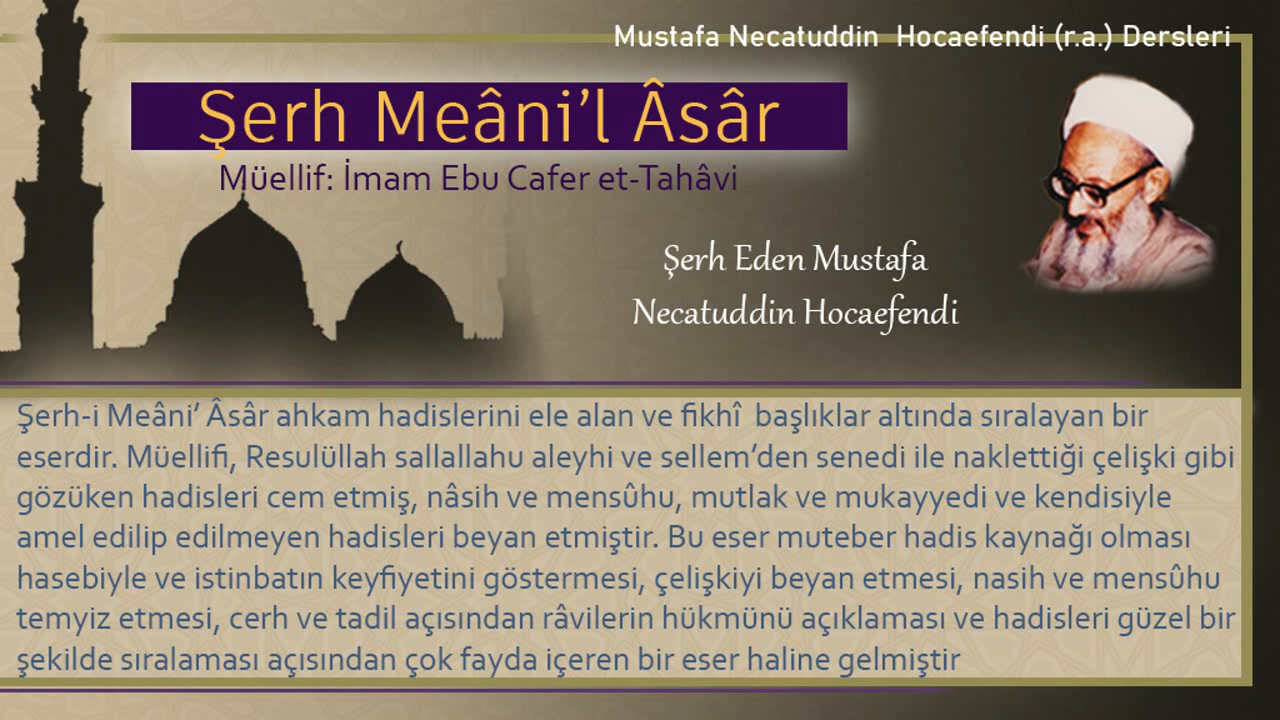 Mustafa Necatuddin Hocaefendi (r.a.) Dersleri
Şerh Meâni’l Âsâr
Müellif: İmam Ebu Cafer et-Tahâvi
Şerh Eden Mustafa
Necatuddin Hocaefendi
Şerh-i Meâni’ Âsâr ahkam hadislerini ele alan ve fikhî başlıklar altında sıralayan bir
eserdir. Müellifi, Resulüllah sallallahu aleyhi ve sellem’den senedi ile naklettiği çelişki gibi
gözüken hadisleri cem etmiş, nâsih ve mensûhu, mutlak ve mukayyedi ve kendisiyle
amel edilip edilmeyen hadisleri beyan etmiştir. Bu eser muteber hadis kaynağı olması
hasebiyle ve istinbatın keyfiyetini göstermesi, çelişkiyi beyan etmesi, nasih ve mensûhu
temyiz etmesi, cerh ve tadil açısından râvilerin hükmünü açıklaması ve hadisleri güzel bir
şekilde sıralaması açısından çok fayda içeren bir eser haline gelmiştir